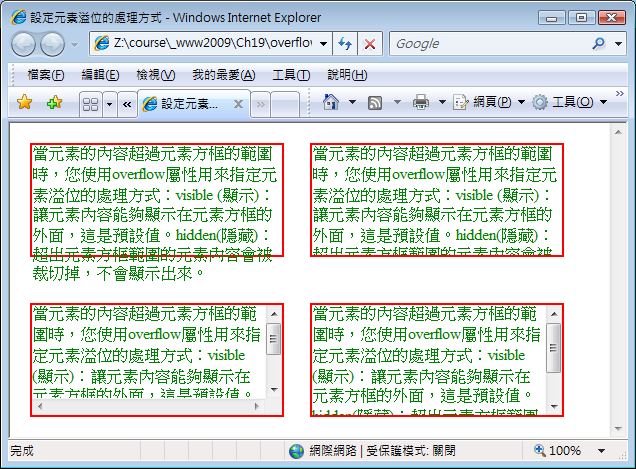 設定元素溢位的處理方式 - Windows Internet Explorer
Z:\course\_www2009\Ch19\overflow
Google
檔案(F) 編輯(E) 檢視(V) 我的最愛(A) 工具(T) 說明(H)
設定元素... 網頁(P) 工具(O)
當元素的內容超過元素方框的範圍
時，您使用overflow屬性用來指定元
素溢位的處理方式：visible (顯示)：
讓元素內容能夠顯示在元素方框的
外面，這是預設值。hidden(隱藏)：
超出元素方框範圍的元素內容會被
裁切掉，不會顯示出來。
當元素的內容超過元素方框的範圍
時，您使用overflow屬性用來指定元
素溢位的處理方式：visible (顯示)：
讓元素內容能夠顯示在元素方框的
外面，這是預設值。hidden(隱藏)：
當元素的內容超過元素方框的範
圍時，您使用overflow屬性用來指
定元素溢位的處理方式：visible
(顯示)：讓元素內容能夠顯示在
元素方框的外面，這是預設值。
當元素的內容超過元素方框的範
圍時，您使用overflow屬性用來指
定元素溢位的處理方式：visible
(顯示)：讓元素內容能夠顯示在
元素方框的外面，這是預設值。
hidden(隱藏)：超出元素方框範圍
完成 網際網路 | 受保護模式: 關閉 100%